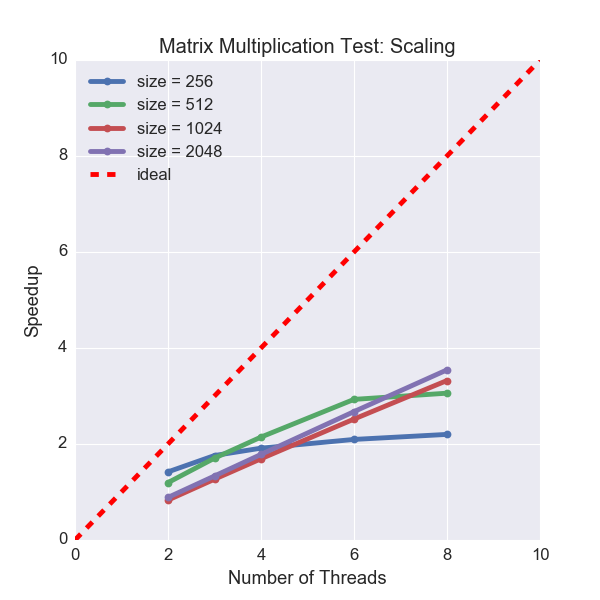 Matrix Multiplication Test: Scaling
10
8
6
4
2
0
Speedup
size = 256
size = 512
size = 1024
size = 2048
ideal
0 2 4 6 8 10
Number of Threads